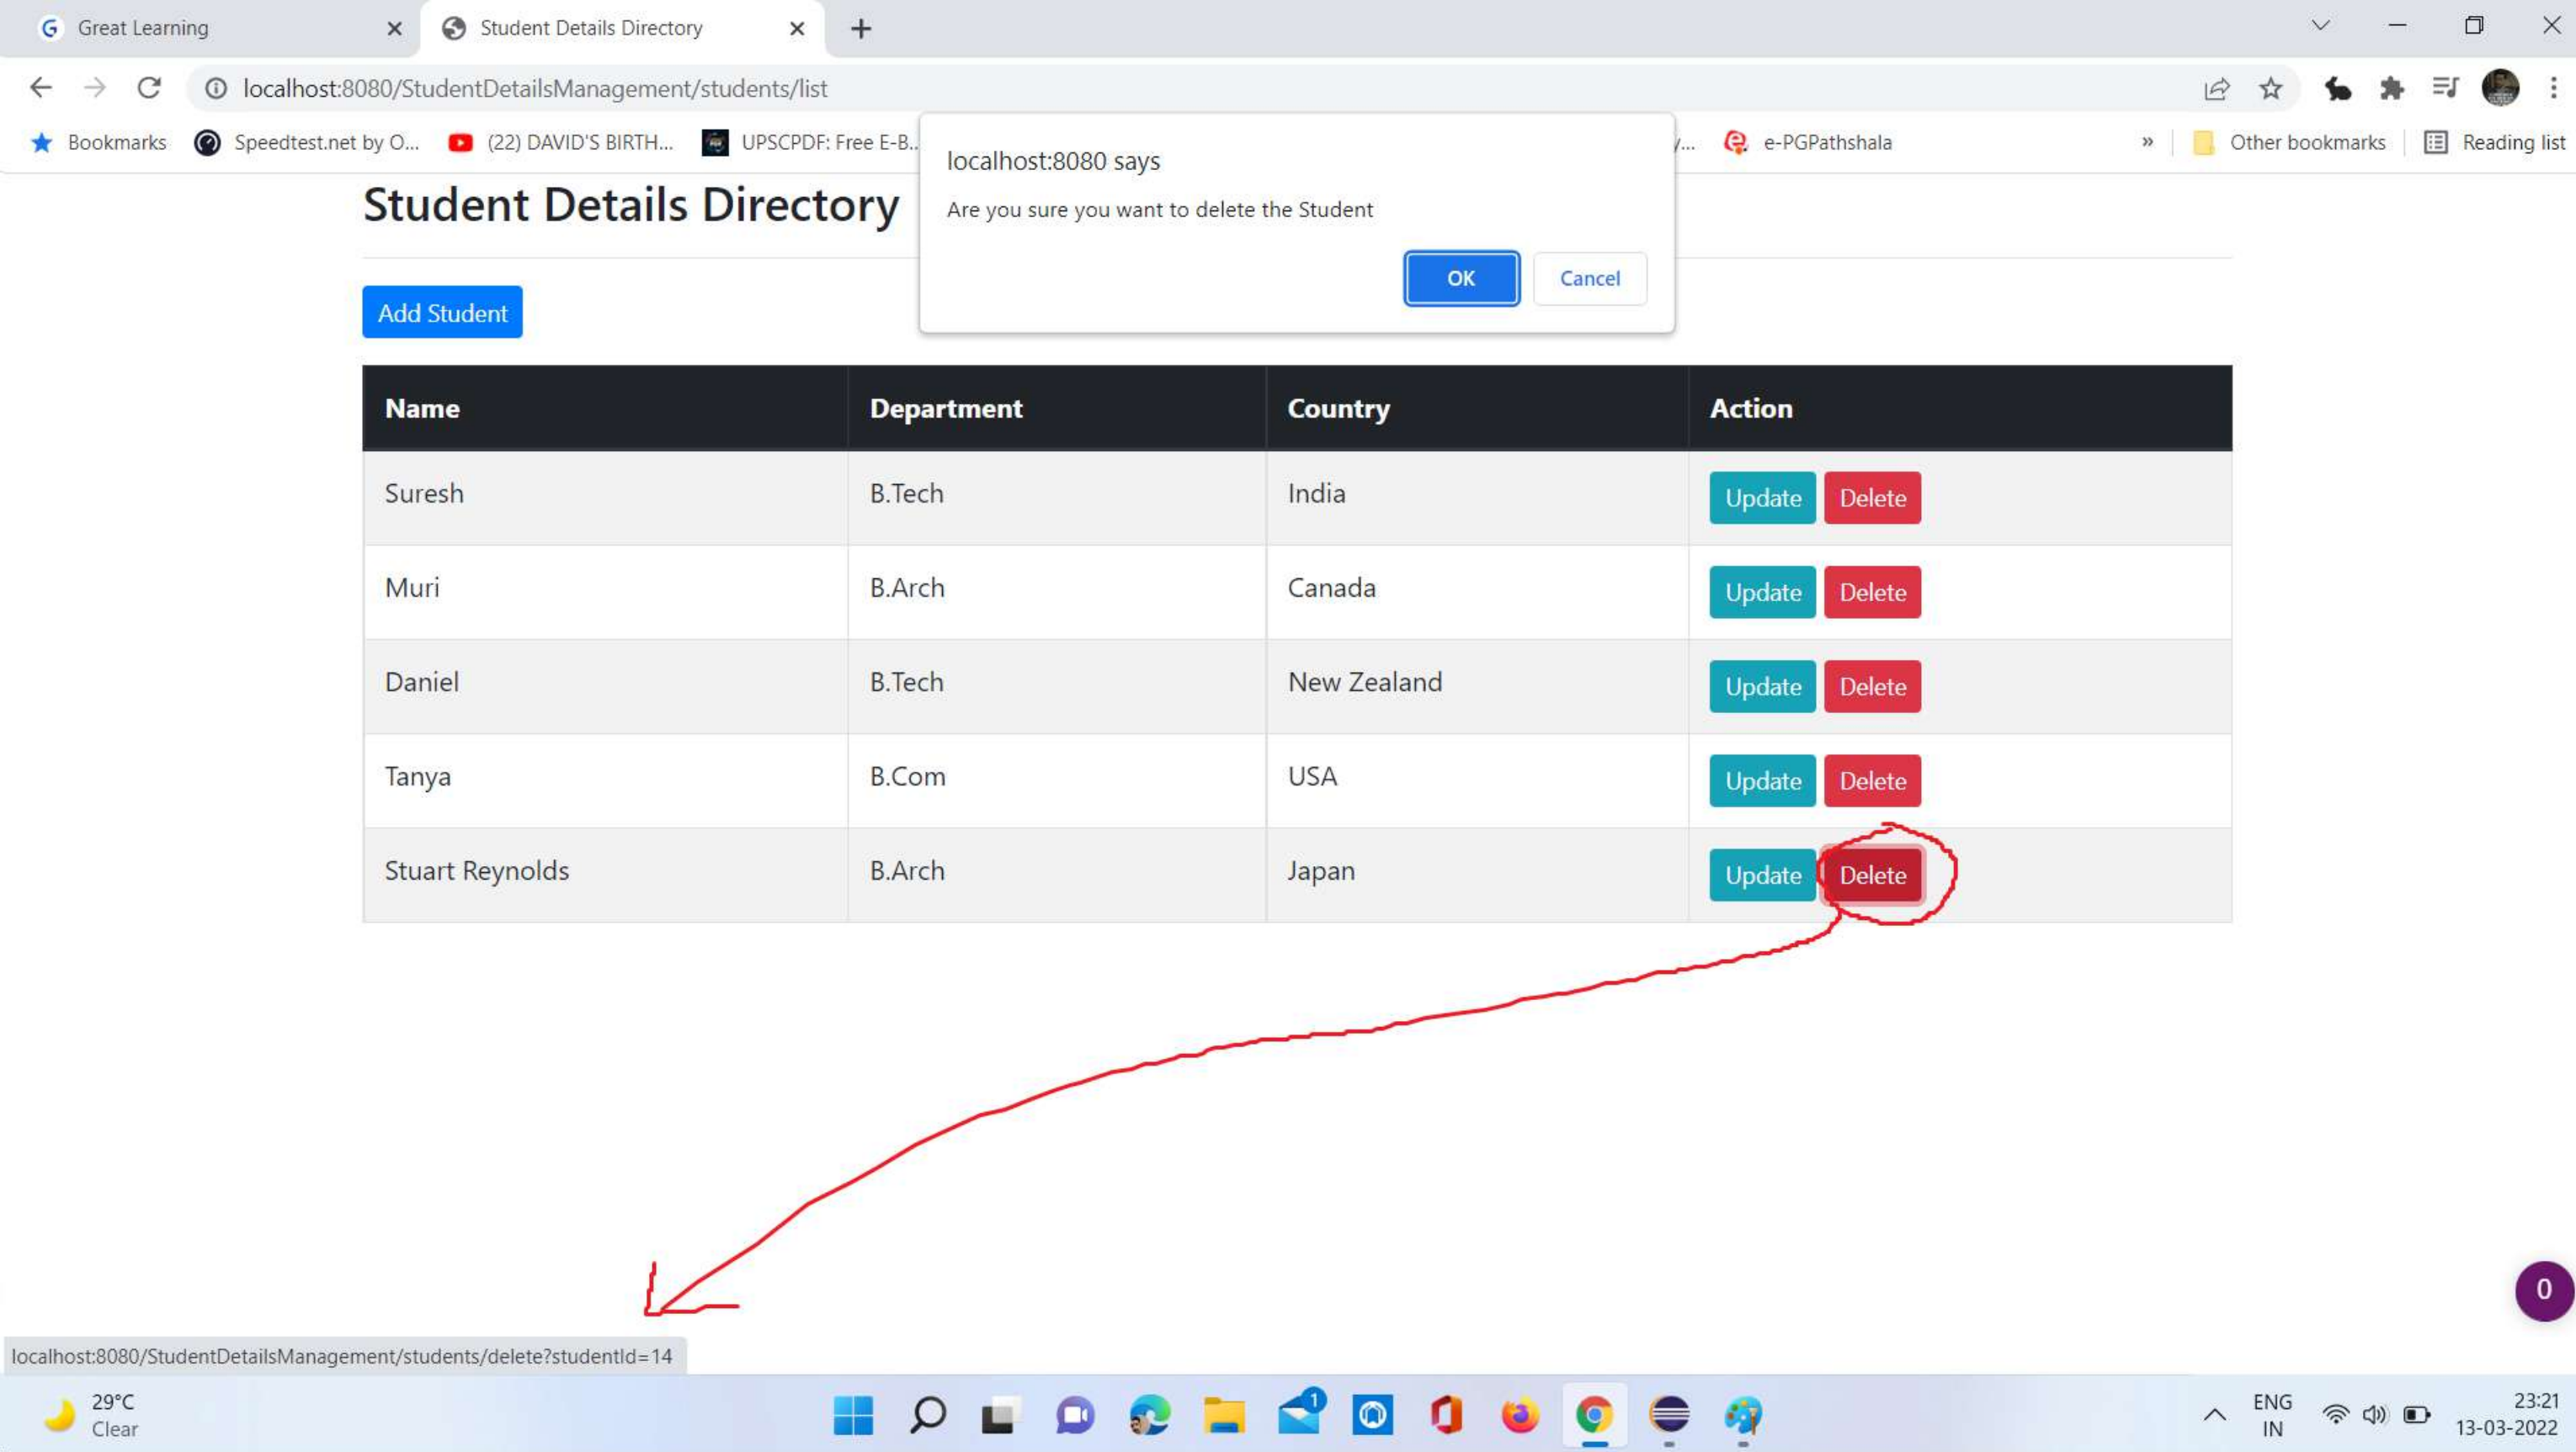 Great Learning
Student Details Directory
localhost:8080/StudentDetailsManagement/students/list
Bookmarks Speedtest.net by O... (22) DAVID'S BIRTH... UPSCPDF: Free E-B... e-PGPathshala » Other bookmarks Reading list
localhost:8080 says
Are you sure you want to delete the Student
OK Cancel
Student Details Directory
Add Student
Name Department Country Action
Suresh B.Tech India Update Delete
Muri B.Arch Canada Update Delete
Daniel B.Tech New Zealand Update Delete
Tanya B.Com USA Update Delete
Stuart Reynolds B.Arch Japan Update Delete
0
localhost:8080/StudentDetailsManagement/students/delete?studentId=14
29°C
Clear
1
ENG
IN
23:21
13-03-2022